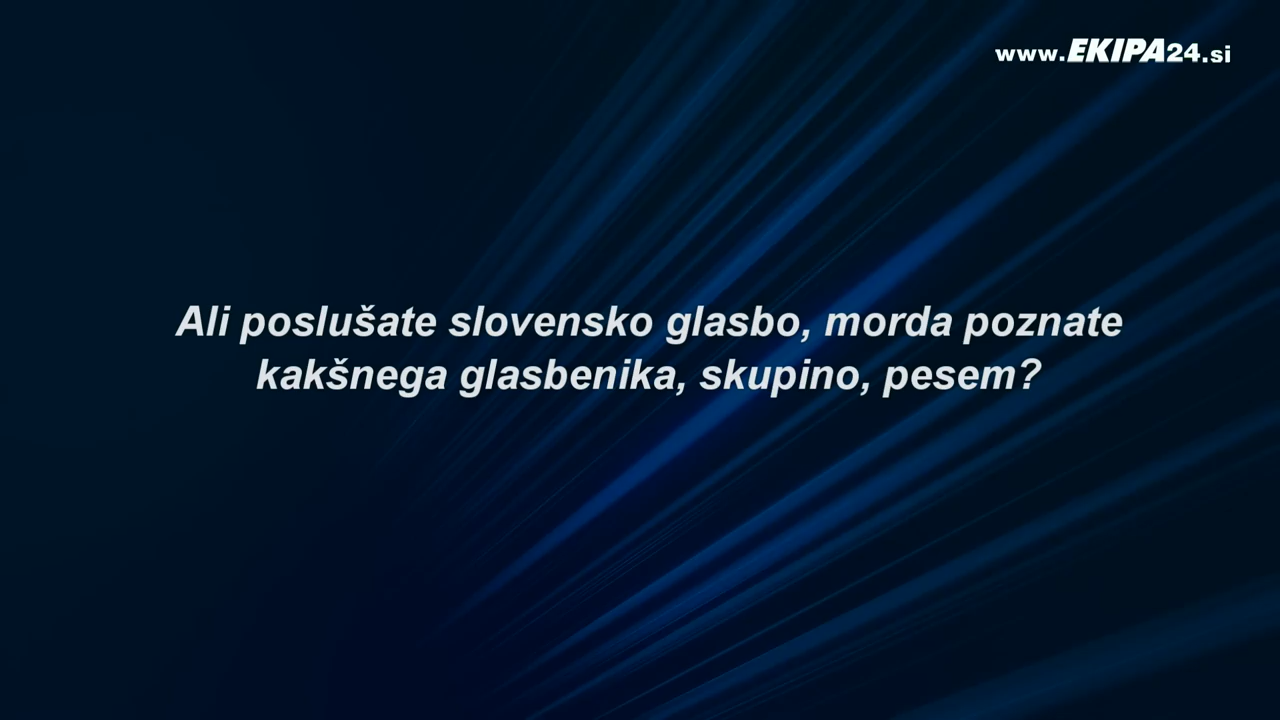 www.EKIPA24.si
Ali poslušate slovensko glasbo, morda poznate
kakšnega glasbenika, skupino, pesem?